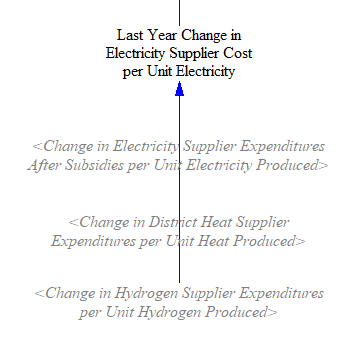 Last Year Change in
Electricity Supplier Cost
per Unit Electricity
<Change in Electricity Supplier Expenditures
After Subsidies per Unit Electricity Produced>
<Change in District Heat Supplier
Expenditures per Unit Heat Produced>
<Change in Hydrogen Supplier Expenditures
per Unit Hydrogen Produced>